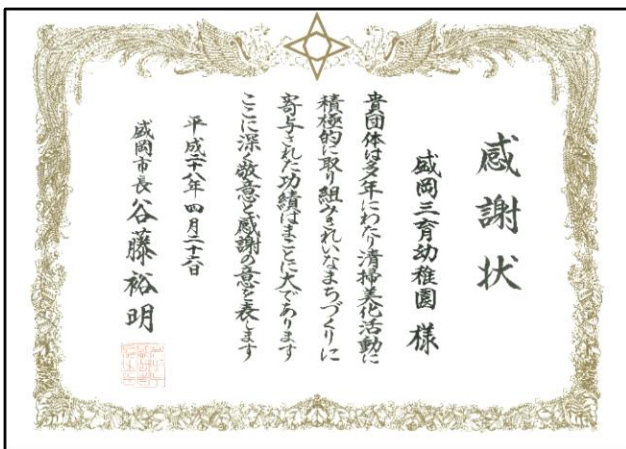 感謝状
盛岡三育幼稚園 様
貴団体は多年にわたり清掃美化活動に
積極的に取り組みきれいなまちづくりに
寄与された功績はまことに大であります
ここに深く敬意と感謝の意を表します
平成二十八年四月二十六日
盛岡市長 谷藤裕明